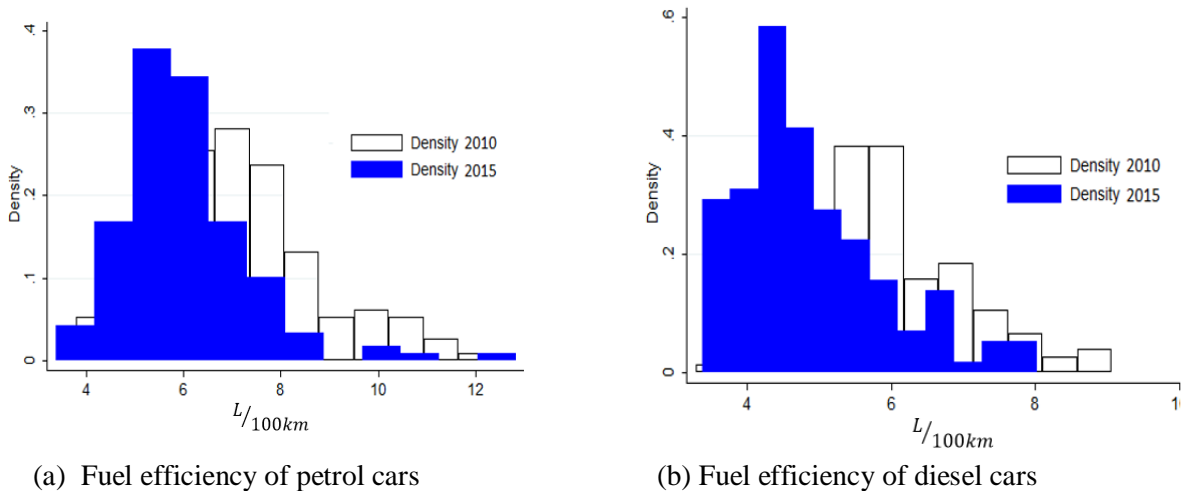 .4
.3
.2
.1
0
Density
4 6 8 10 12
L/100km
Density 2010
Density 2015
(a) Fuel efficiency of petrol cars
.6
.4
.2
0
Density
4 6 8 1
L/100km
Density 2010
Density 2015
(b) Fuel efficiency of diesel cars